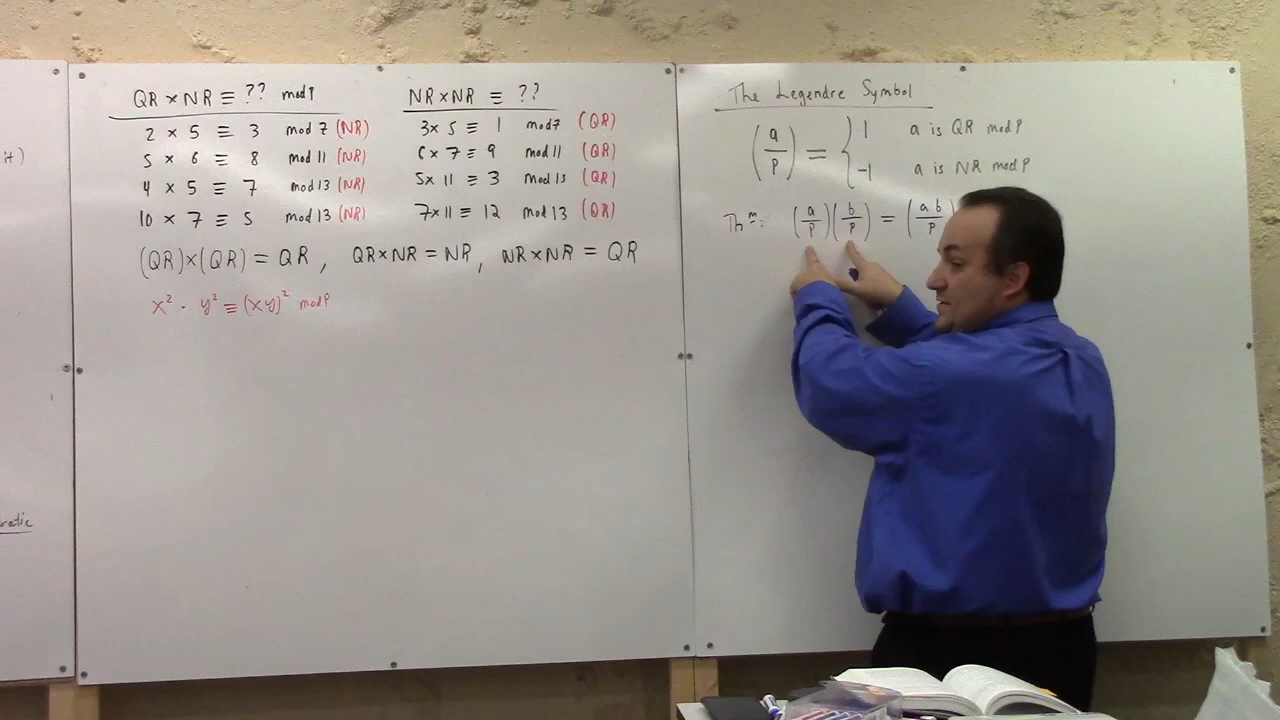 it)
ratic
QR × NR ≡ ?? mod p
2 × 5 ≡ 3 mod 7 (NR)
5 × 6 ≡ 8 mod 11 (NR)
4 × 5 ≡ 7 mod 13 (NR)
10 × 7 ≡ 5 mod 13 (NR)
NR × NR ≡ ??
3 × 5 ≡ 1 mod 7 (QR)
6 × 7 ≡ 9 mod 11 (QR)
5 × 11 ≡ 3 mod 13 (QR)
7 × 11 ≡ 12 mod 13 (QR)
(QR)×(QR) = QR, QR×NR = NR, NR×NR = QR
x² · y² ≡ (xy)² mod p
The Legendre Symbol
(a/p) = { 1 a is QR mod p
-1 a is NR mod p
Thᵐ: (a/p)(b/p) = (ab/p)